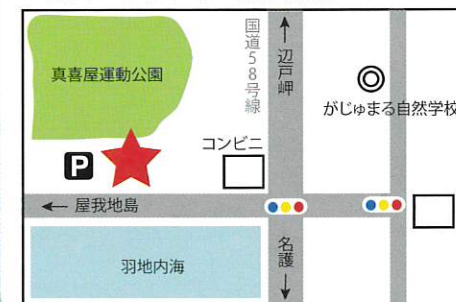 真喜屋運動公園
P
国道58号線
辺戸岬
がじゅまる自然学校
コンビニ
← 屋我地島
羽地内海
名護